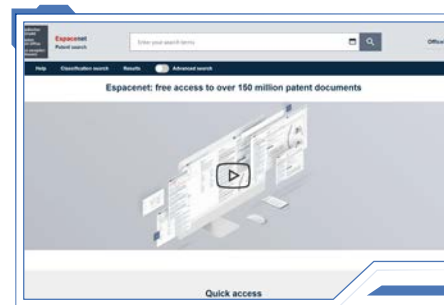 Espacenet
Patent search
Enter your search terms
Office
Help Classification search Results Advanced search
Espacenet: free access to over 150 million patent documents
Quick access